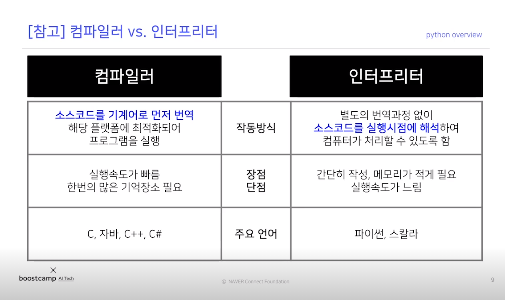 [참고] 컴파일러 vs. 인터프리터
python overview
컴파일러
인터프리터
소스코드를 기계어로 먼저 번역
해당 플랫폼에 최적화되어
프로그램을 실행
작동방식
별도의 번역과정 없이
소스코드를 실행시점에 해석하여
컴퓨터가 처리할 수 있도록 함
실행속도가 빠름
한번의 많은 기억장소 필요
장점
단점
간단히 작성, 메모리가 적게 필요
실행속도가 느림
C, 자바, C++, C#
주요 언어
파이썬, 스칼라
boostcamp AI Tech
© NAVER Connect Foundation
9